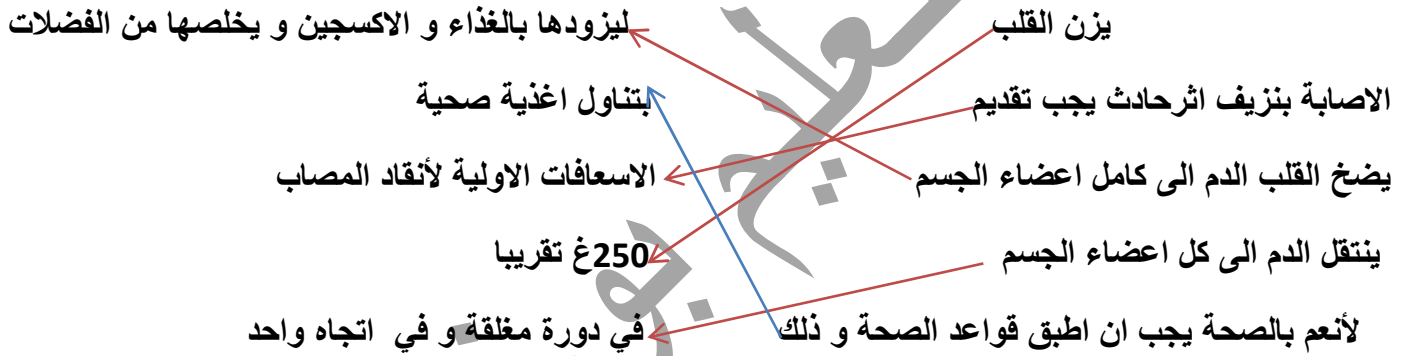 يزن القلب ليزودها بالغذاء و الاكسجين و يخلصها من الفضلات
الاصابة بنزيف اثرحادث يجب تقديم بتناول اغذية صحية
يضخ القلب الدم الى كامل اعضاء الجسم الاسعافات الاولية لأنقاد المصاب
ينتقل الدم الى كل اعضاء الجسم 250غ تقريبا
لأنعم بالصحة يجب ان اطبق قواعد الصحة و ذلك في دورة مغلقة و في اتجاه واحد